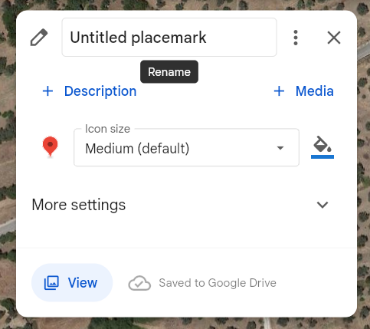 Untitled placemark
Rename
+ Description
+ Media
Icon size
Medium (default)
More settings
View
Saved to Google Drive